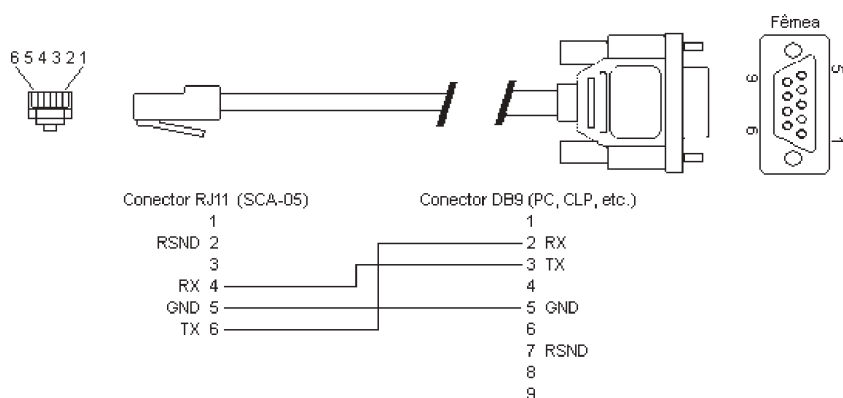 Fêmea
6 5 4 3 2 1
5
9
6
1
Conector RJ11 (SCA-05)
Conector DB9 (PC, CLP, etc.)
1
RSND 2
3
RX 4
GND 5
TX 6
1
2 RX
3 TX
4
5 GND
6
7 RSND
8
9